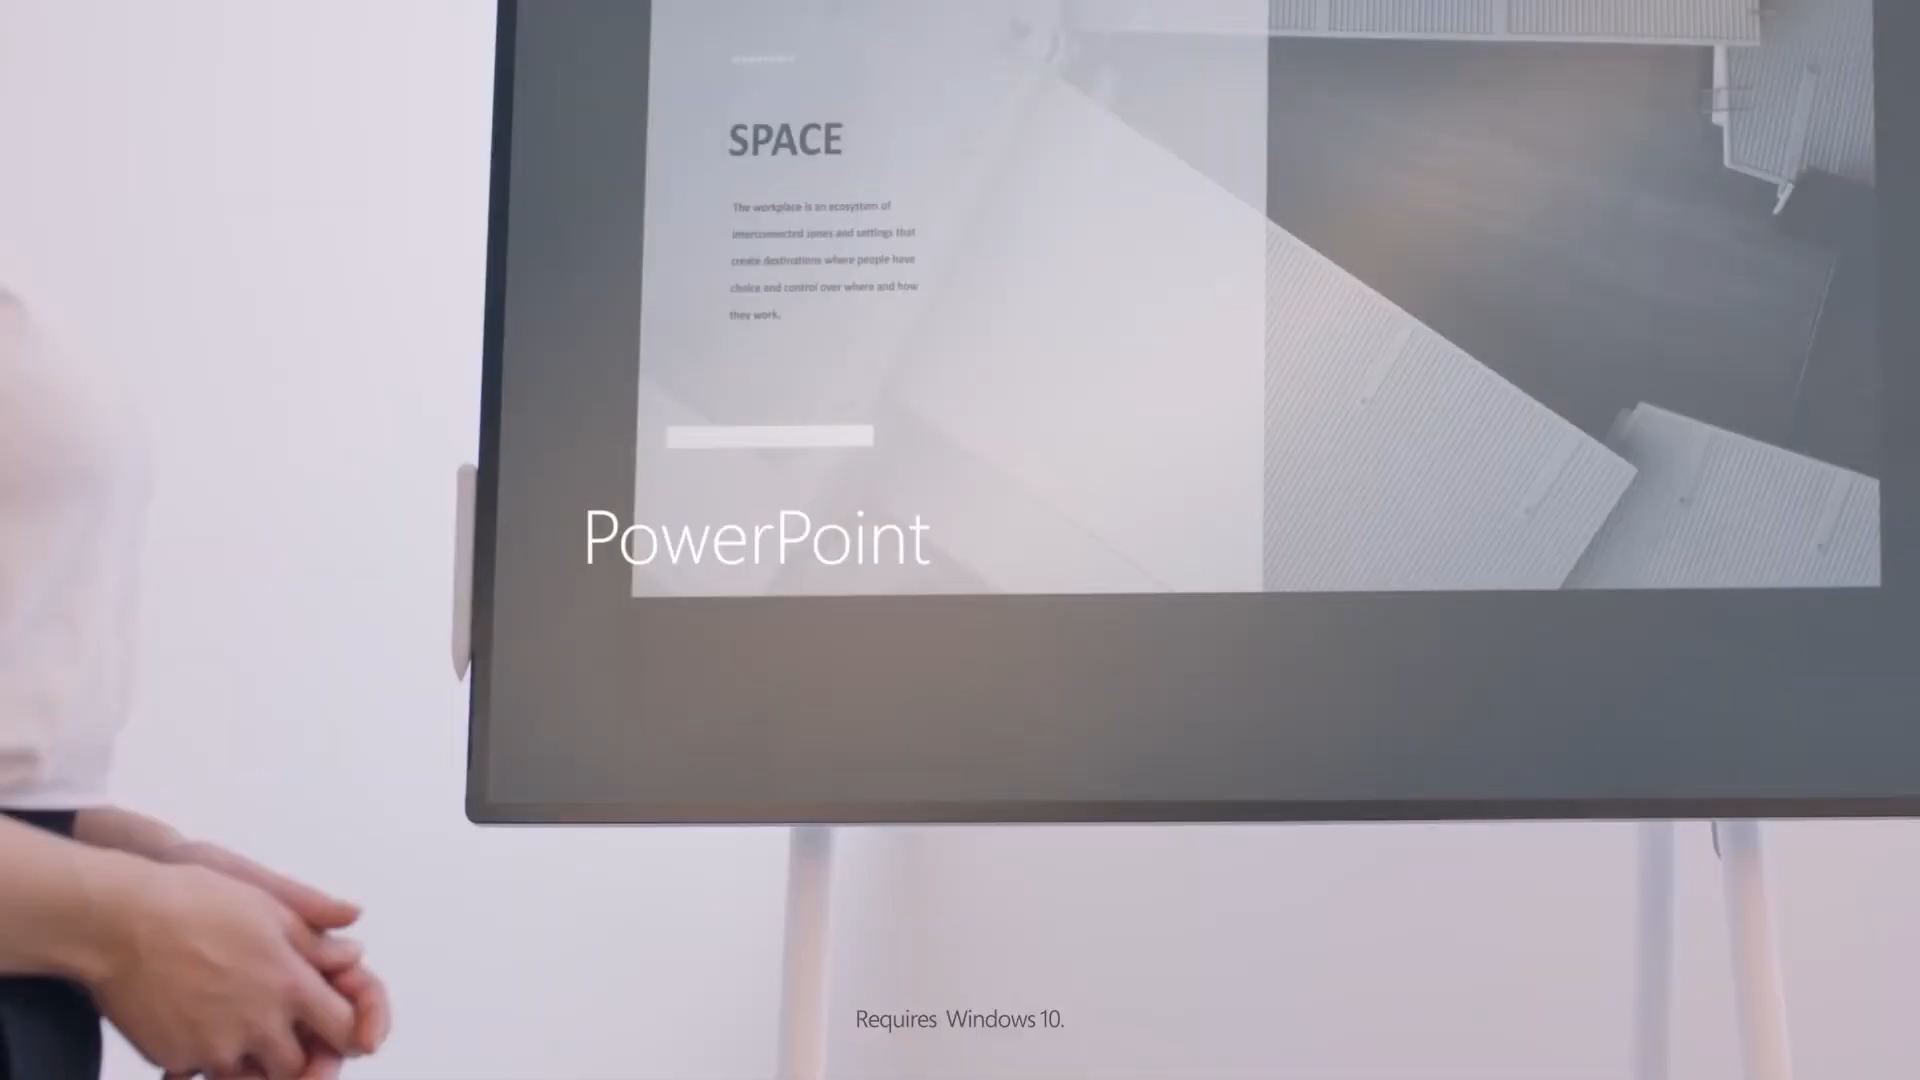 SPACE
The workplace is an ecosystem of
interconnected zones and settings that
create destinations where people have
choice and control over where and how
they work.
PowerPoint
Requires Windows 10.